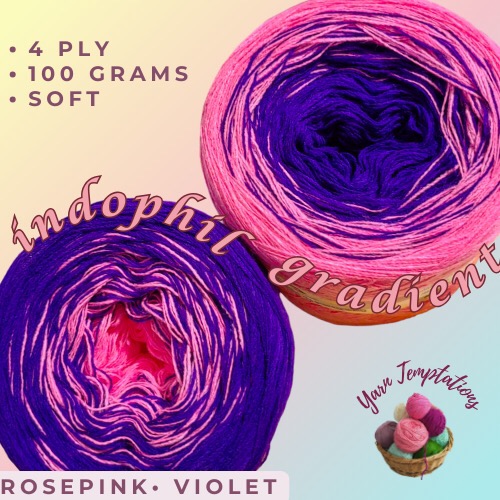 • 4 PLY
• 100 GRAMS
• SOFT
indophil gradient
Yarn Temptations
ROSEPINK• VIOLET